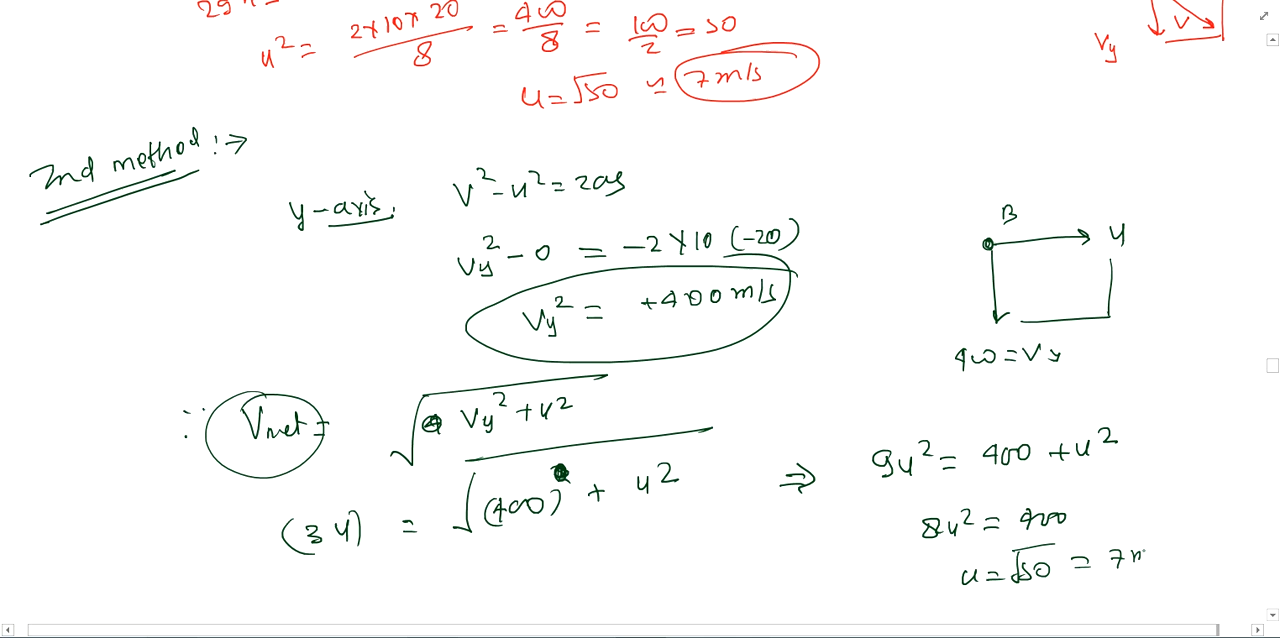 u² = 2×10×20/8 = 400/8 = 100/2 = 50
Vy V
u = √50 ≃ 7 m/s
2nd method :→
y-axis. V² - u² = 2as
Vy² - 0 = -2×10 (-20)
Vy² = +400 m/s
B
u
400 = Vy
∵ Vnet = √Vy² + u²
(3u) = √(400) + u² ⇒ 9u² = 400 + u²
8u² = 400
u = √50 = 7